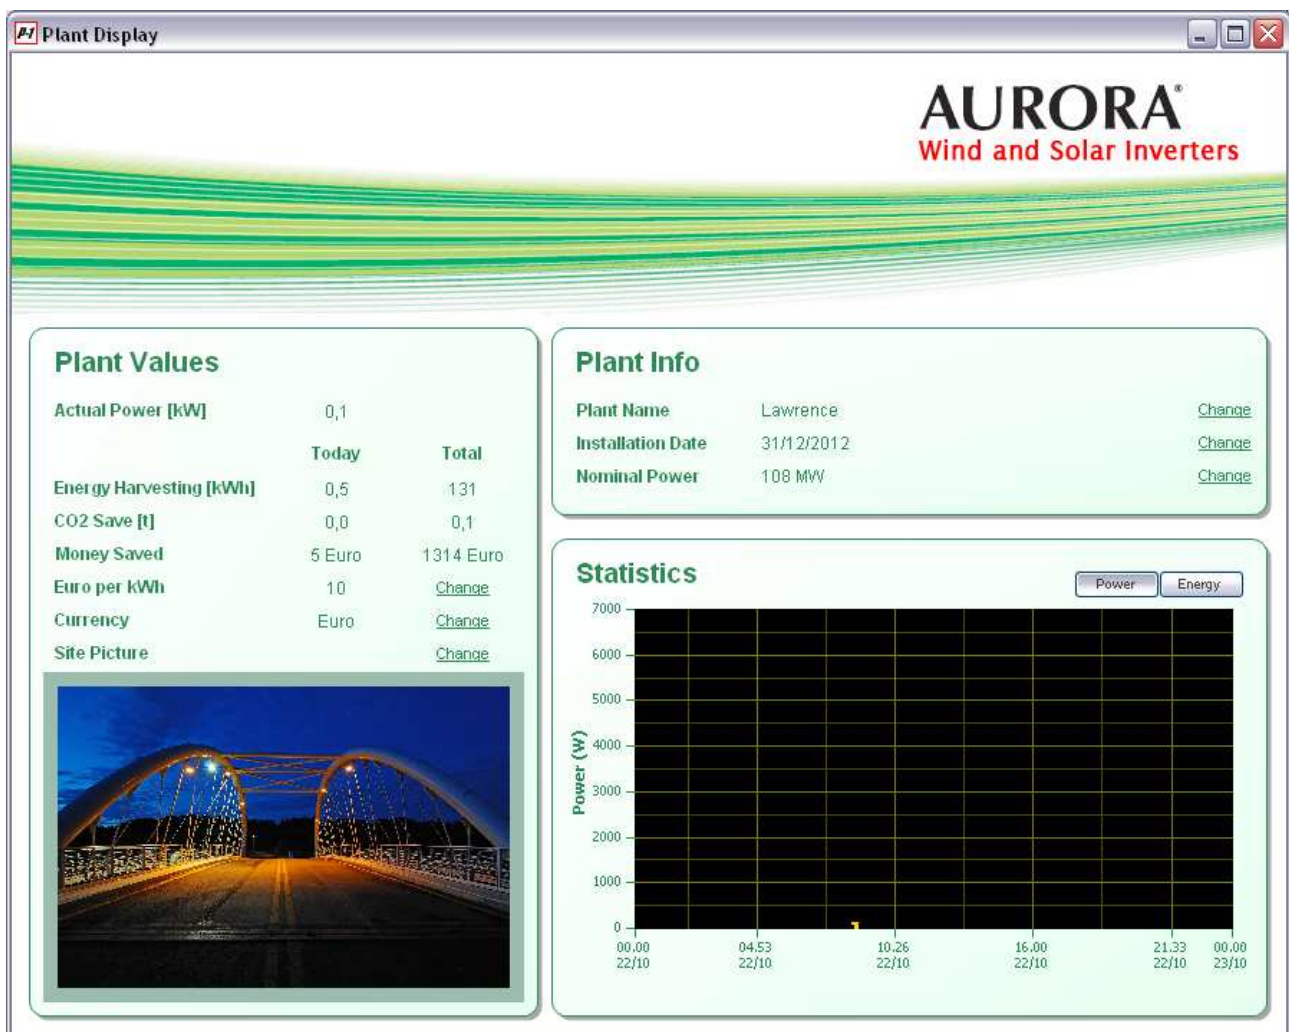 Plant Display
AURORA®
Wind and Solar Inverters
Plant Values
Actual Power [kW] 0,1
Today Total
Energy Harvesting [kWh] 0,5 131
CO2 Save [t] 0,0 0,1
Money Saved 5 Euro 1314 Euro
Euro per kWh 10 Change
Currency Euro Change
Site Picture Change
Plant Info
Plant Name Lawrence Change
Installation Date 31/12/2012 Change
Nominal Power 108 MW Change
Statistics
Power Energy
7000
6000
5000
4000
3000
2000
1000
0
Power (W)
00.00 04.53 10.26 16.00 21.33 00.00
22/10 22/10 22/10 22/10 22/10 23/10